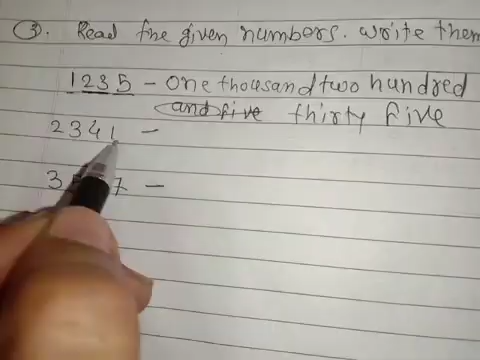 ③. Read the given numbers. write them
1235 - One thousand two hundred
and five thirty five
2341 -
3 7 -